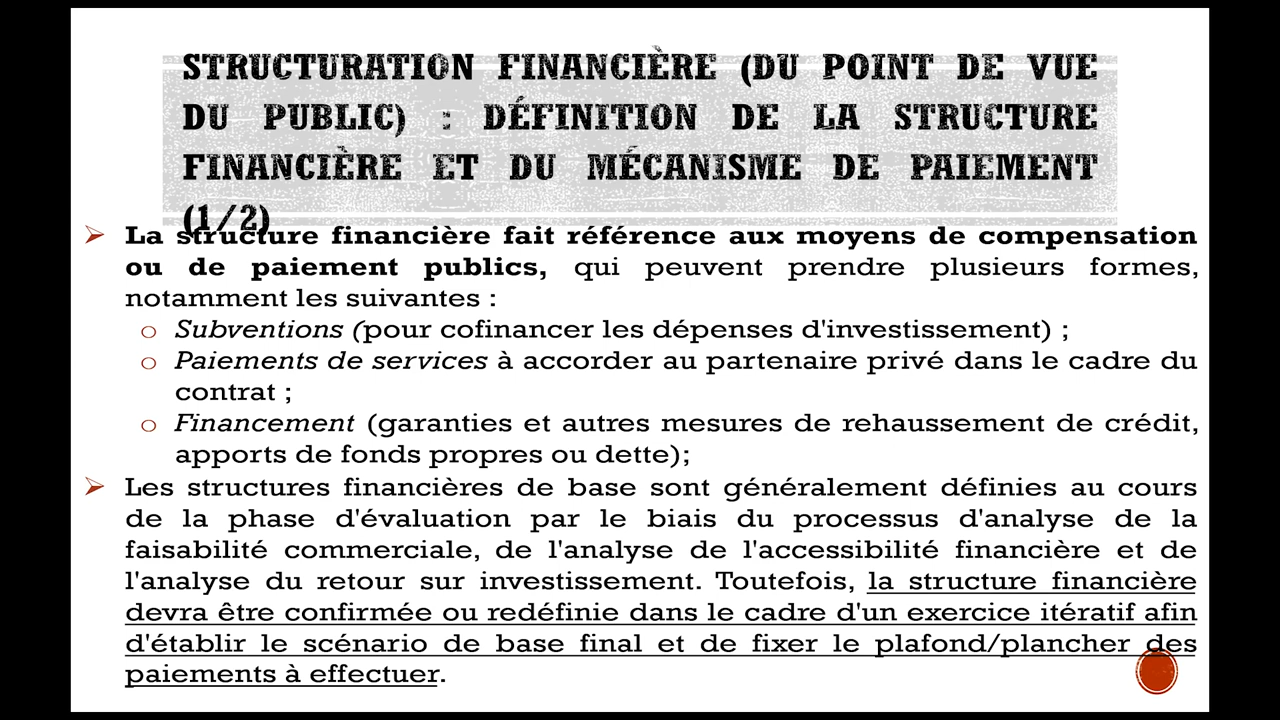 STRUCTURATION FINANCIÈRE (DU POINT DE VUE
DU PUBLIC) : DÉFINITION DE LA STRUCTURE
FINANCIÈRE ET DU MÉCANISME DE PAIEMENT
(1/2)
➢ La structure financière fait référence aux moyens de compensation
ou de paiement publics, qui peuvent prendre plusieurs formes,
notamment les suivantes :
o Subventions (pour cofinancer les dépenses d'investissement) ;
o Paiements de services à accorder au partenaire privé dans le cadre du
contrat ;
o Financement (garanties et autres mesures de rehaussement de crédit,
apports de fonds propres ou dette);
➢ Les structures financières de base sont généralement définies au cours
de la phase d'évaluation par le biais du processus d'analyse de la
faisabilité commerciale, de l'analyse de l'accessibilité financière et de
l'analyse du retour sur investissement. Toutefois, la structure financière
devra être confirmée ou redéfinie dans le cadre d'un exercice itératif afin
d'établir le scénario de base final et de fixer le plafond/plancher des
paiements à effectuer.